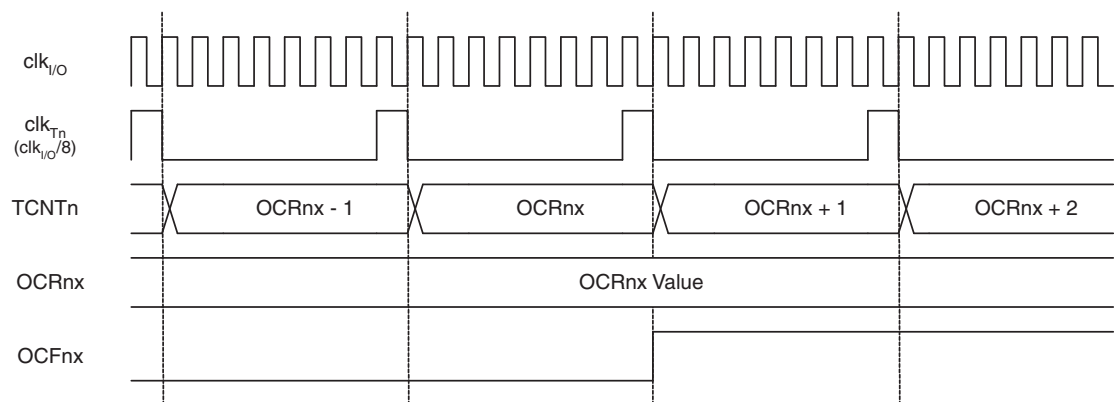 clkI/O
clkTn
(clkI/O/8)
TCNTn
OCRnx - 1
OCRnx
OCRnx + 1
OCRnx + 2
OCRnx
OCRnx Value
OCFnx